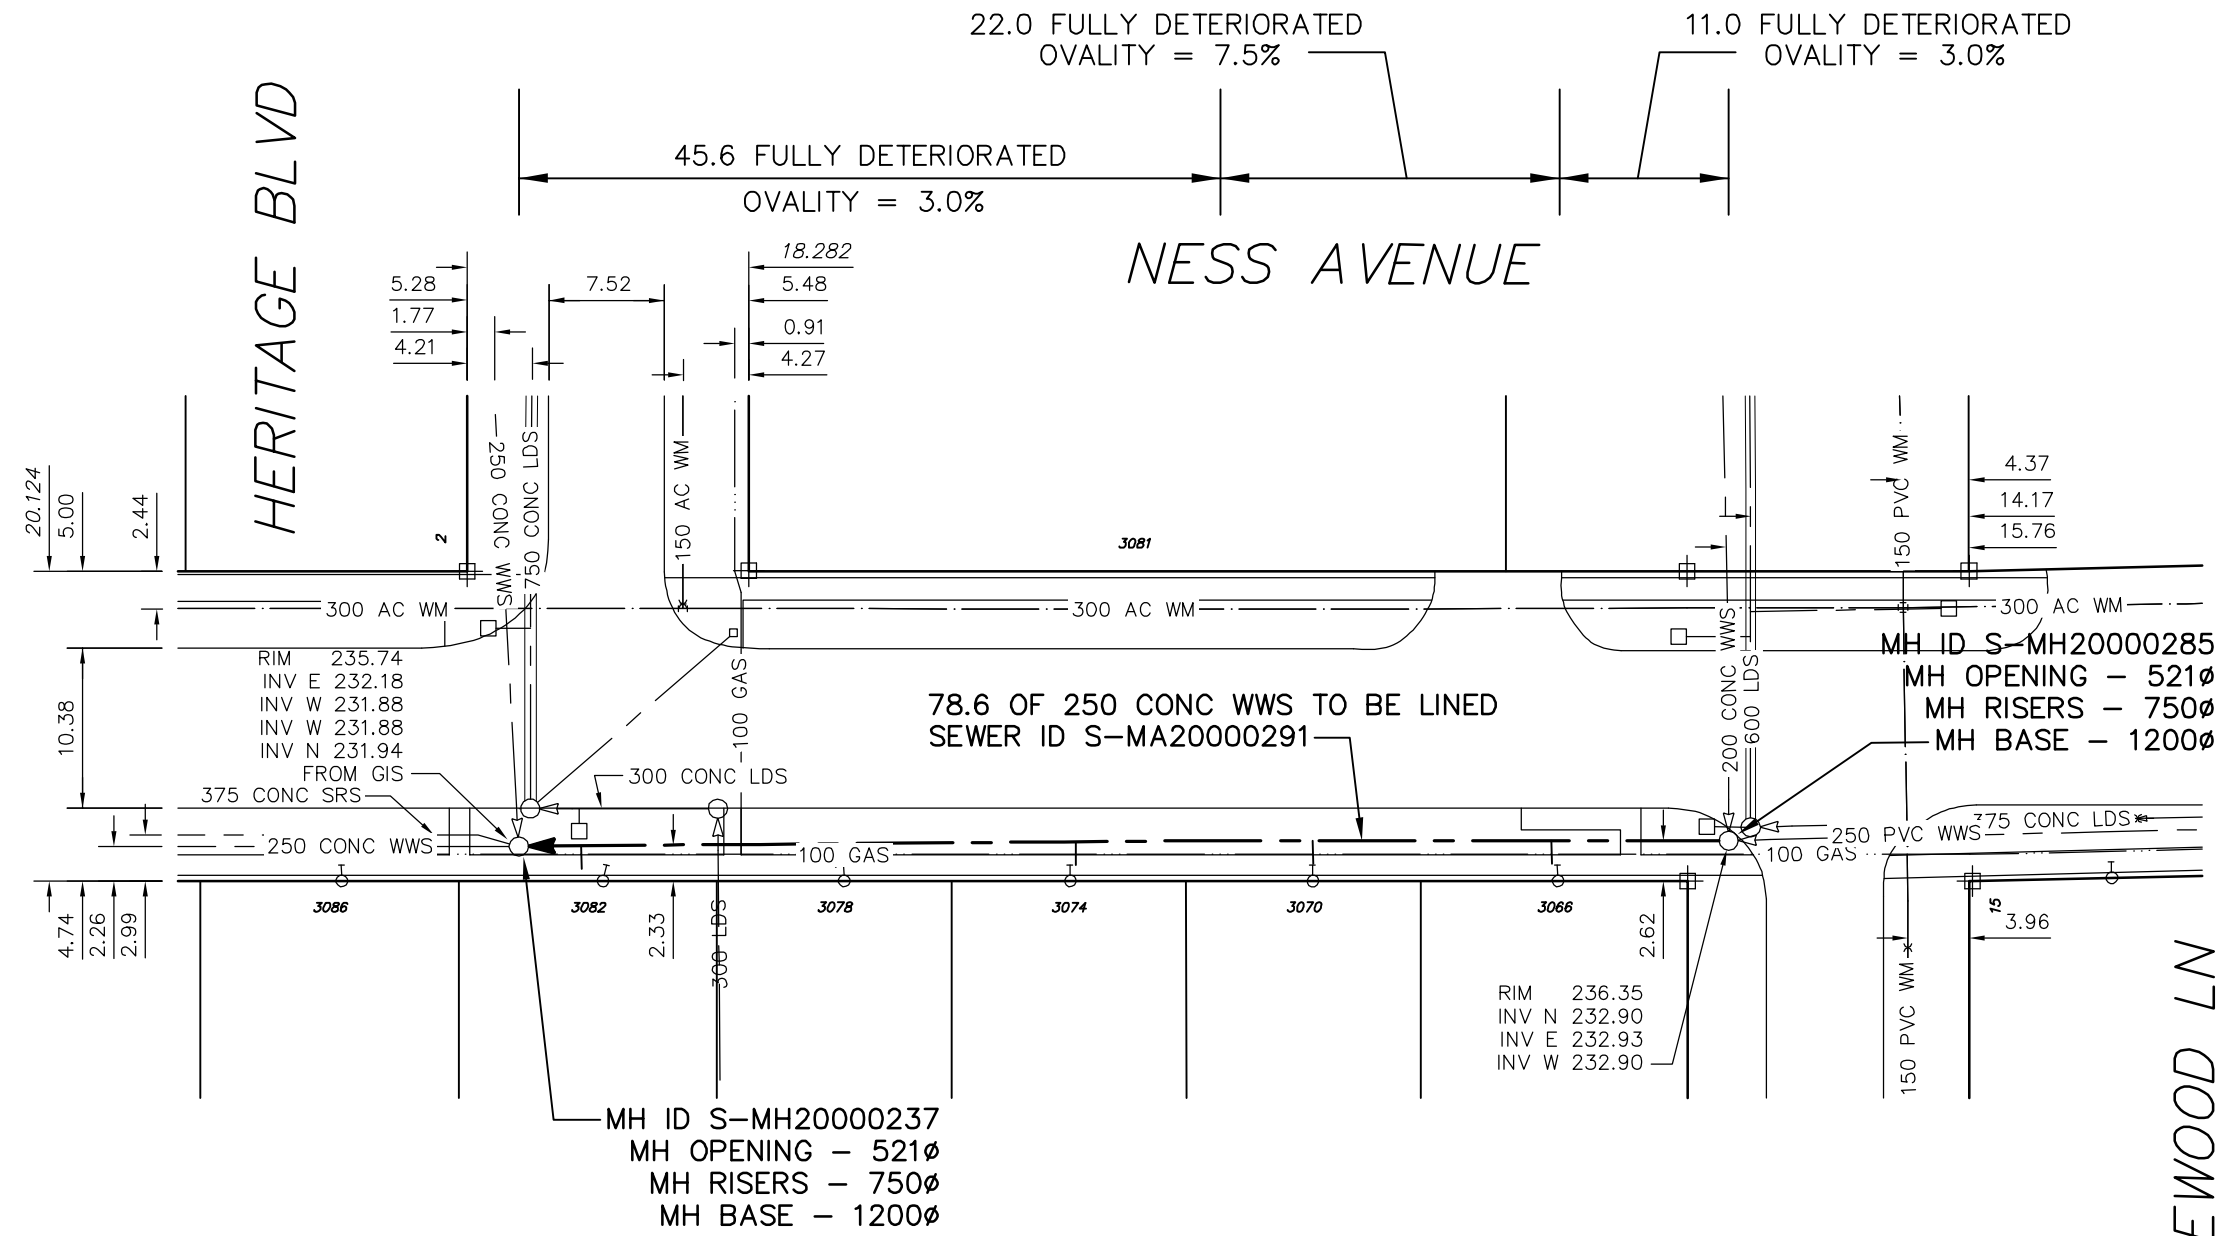 22.0 FULLY DETERIORATED
OVALITY = 7.5%
11.0 FULLY DETERIORATED
OVALITY = 3.0%
45.6 FULLY DETERIORATED
OVALITY = 3.0%
HERITAGE BLVD
NESS AVENUE
18.282
5.28
7.52
5.48
1.77
0.91
4.21
4.27
20.124
5.00
2.44
250 CONC WWS
750 CONC LDS
150 AC WM
150 PVC WM
4.37
14.17
15.76
2
3081
300 AC WM
300 AC WM
300 AC WM
RIM 235.74
INV E 232.18
INV W 231.88
INV W 231.88
INV N 231.94
FROM GIS
375 CONC SRS
10.38
100 GAS
200 CONC WWS
600 LDS
78.6 OF 250 CONC WWS TO BE LINED
SEWER ID S-MA20000291
MH ID S-MH20000285
MH OPENING - 521ø
MH RISERS - 750ø
MH BASE - 1200ø
300 CONC LDS
250 CONC WWS
100 GAS
375 CONC LDS
250 PVC WWS
100 GAS
3086
3082
3078
3074
3070
3066
15
4.74
2.26
2.99
2.33
300 LDS
2.62
3.96
150 PVC WM
RIM 236.35
INV N 232.90
INV E 232.93
INV W 232.90
EWOOD LN
MH ID S-MH20000237
MH OPENING - 521ø
MH RISERS - 750ø
MH BASE - 1200ø